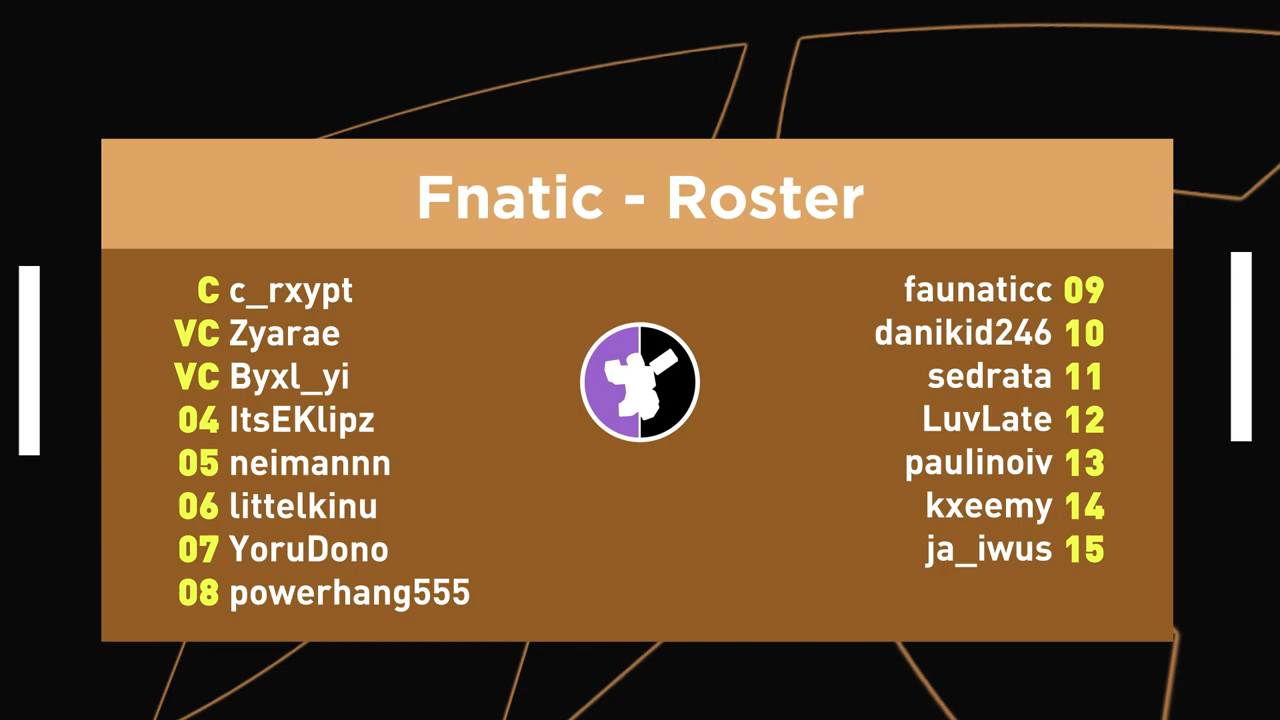 Fnatic - Roster
C c_rxypt
VC Zyarae
VC Byxl_yi
04 ItsEKlipz
05 neimannn
06 littelkinu
07 YoruDono
08 powerhang555
faunaticc 09
danikid246 10
sedrata 11
LuvLate 12
paulinoiv 13
kxeemy 14
ja_iwus 15